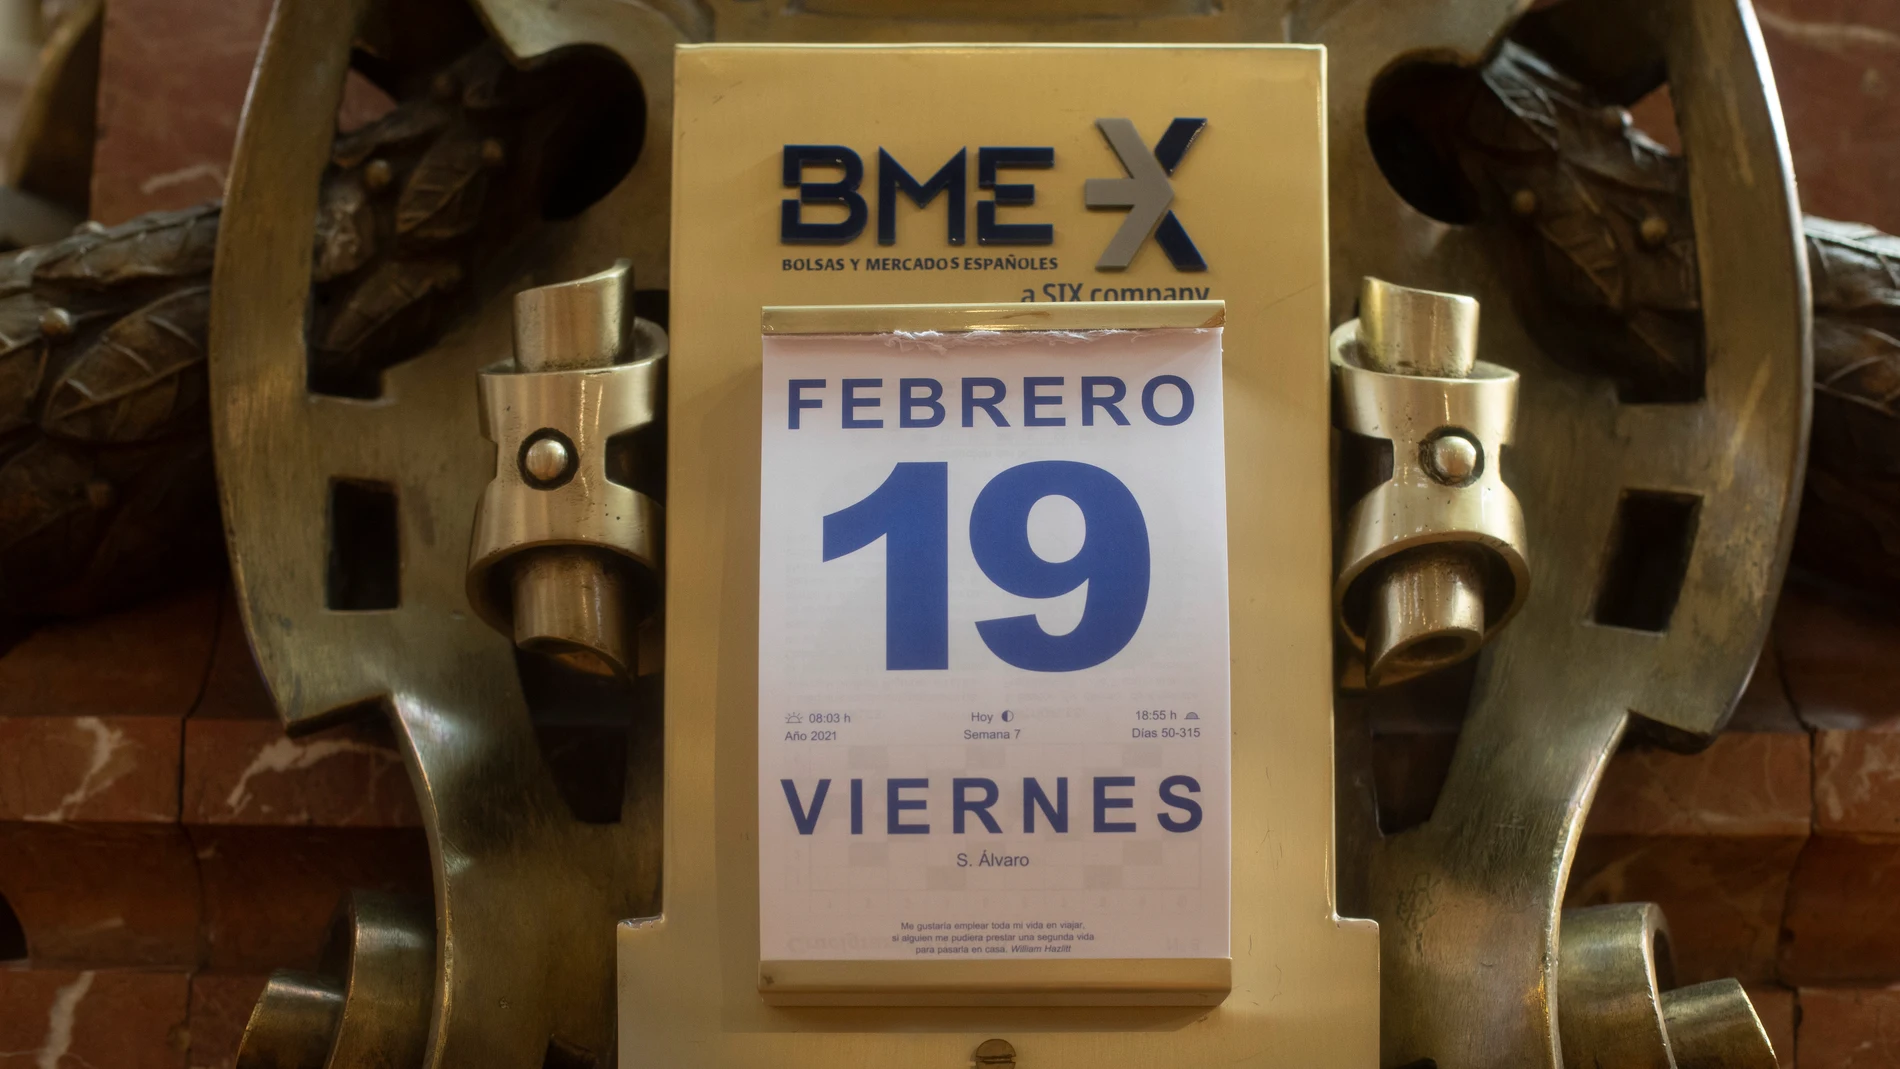 BME X
BOLSAS Y MERCADOS ESPAÑOLES
a SIX company
FEBRERO
19
08:03 h Hoy 18:55 h
Año 2021 Semana 7 Días 50-315
VIERNES
S. Álvaro
Me gustaría emplear toda mi vida en viajar,
si alguien me pudiera prestar una segunda vida
para pasarla en casa. William Hazlitt